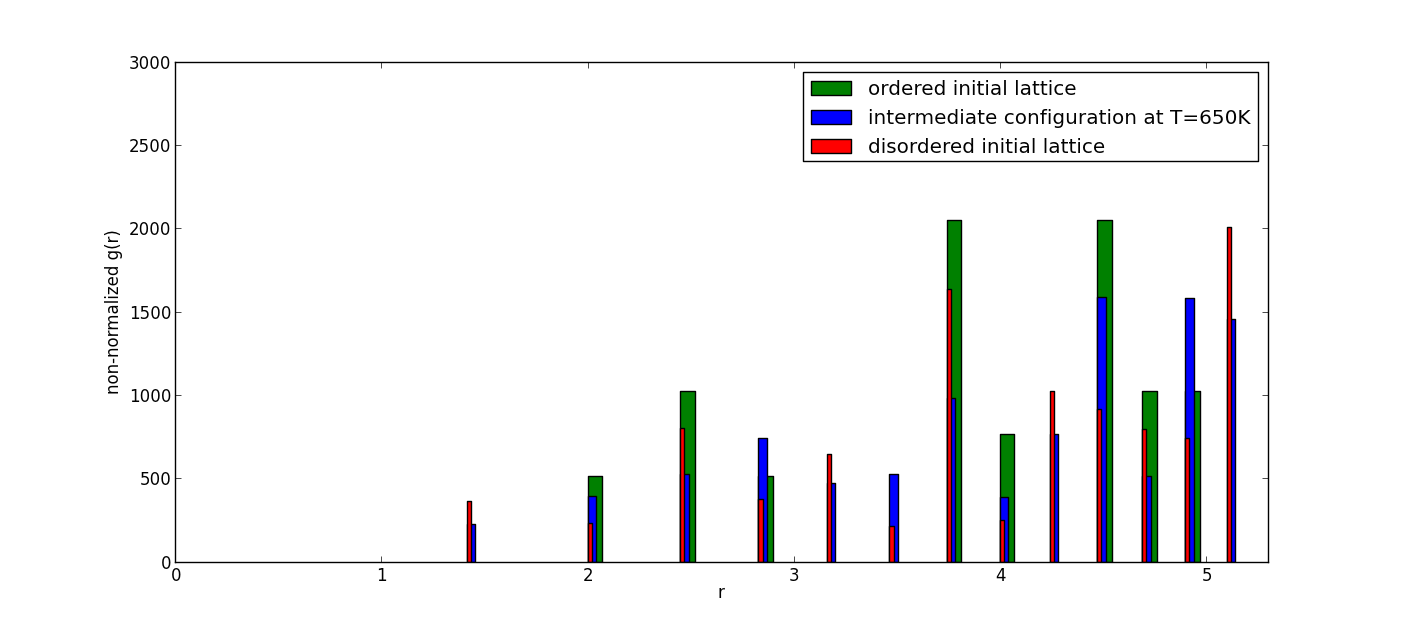 3000
2500
2000
1500
1000
500
0
non-normalized g(r)
ordered initial lattice
intermediate configuration at T=650K
disordered initial lattice
0 1 2 3 4 5
r